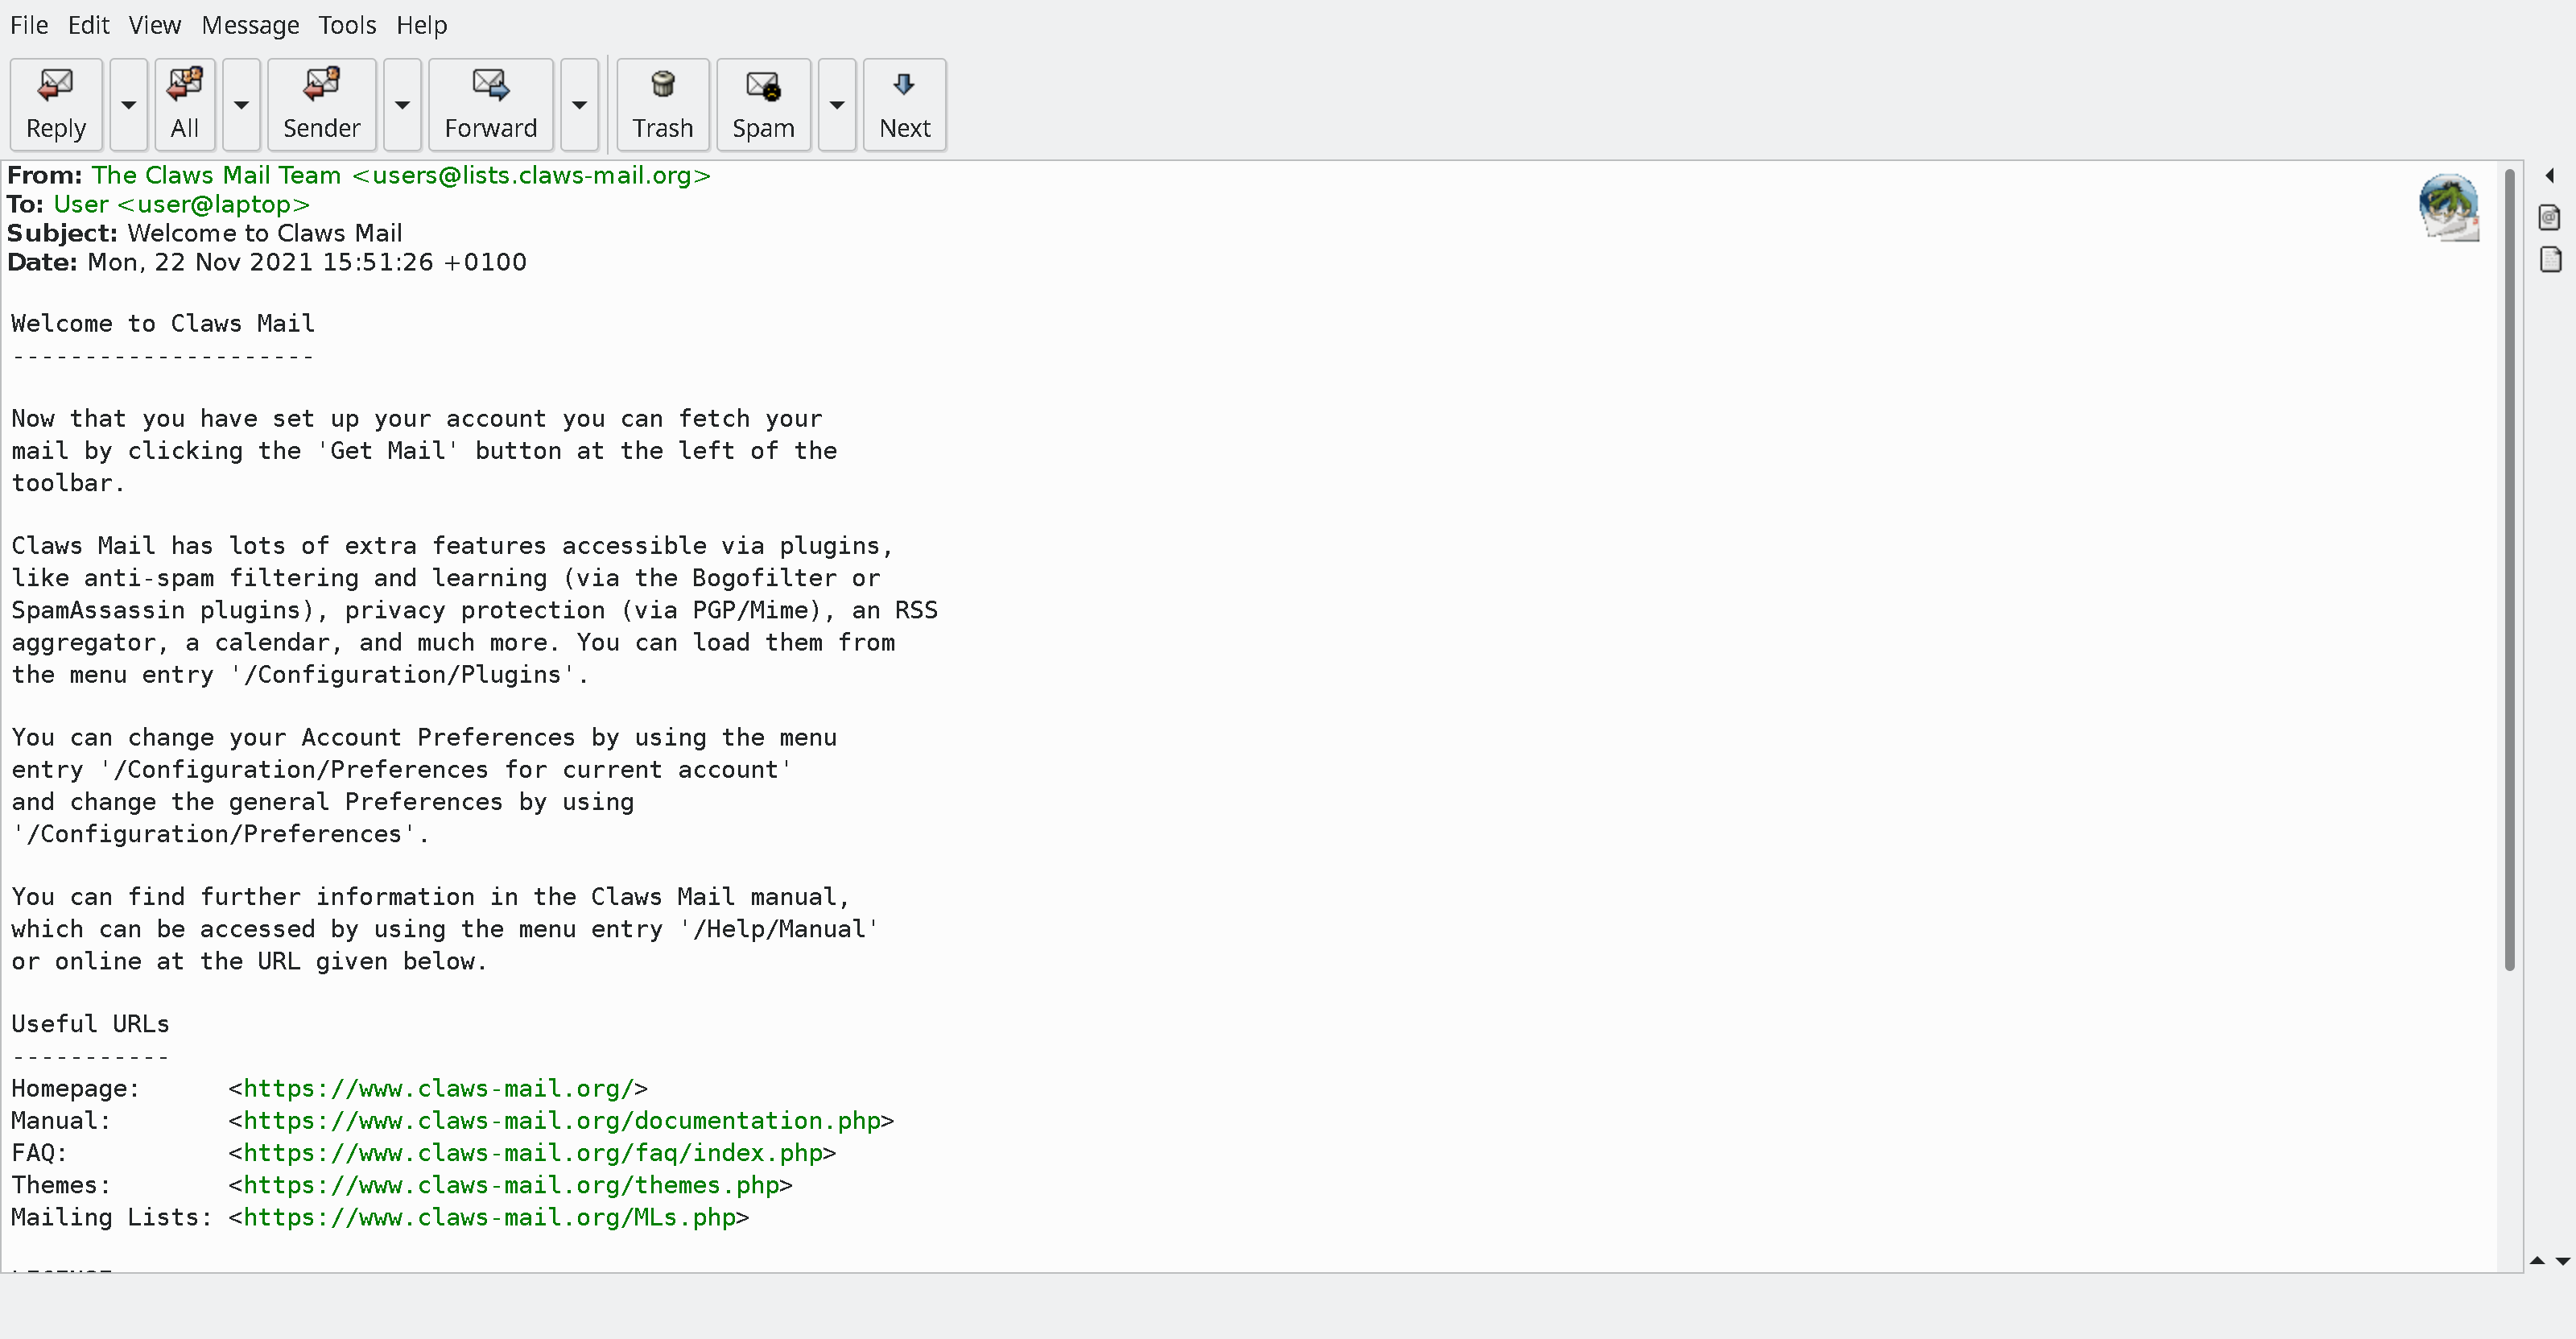 File Edit View Message Tools Help
Reply All Sender Forward Trash Spam Next
From: The Claws Mail Team <users@lists.claws-mail.org>
To: User <user@laptop>
Subject: Welcome to Claws Mail
Date: Mon, 22 Nov 2021 15:51:26 +0100
Welcome to Claws Mail
---------------------
Now that you have set up your account you can fetch your
mail by clicking the 'Get Mail' button at the left of the
toolbar.
Claws Mail has lots of extra features accessible via plugins,
like anti-spam filtering and learning (via the Bogofilter or
SpamAssassin plugins), privacy protection (via PGP/Mime), an RSS
aggregator, a calendar, and much more. You can load them from
the menu entry '/Configuration/Plugins'.
You can change your Account Preferences by using the menu
entry '/Configuration/Preferences for current account'
and change the general Preferences by using
'/Configuration/Preferences'.
You can find further information in the Claws Mail manual,
which can be accessed by using the menu entry '/Help/Manual'
or online at the URL given below.
Useful URLs
-----------
Homepage:      <https://www.claws-mail.org/>
Manual:        <https://www.claws-mail.org/documentation.php>
FAQ:           <https://www.claws-mail.org/faq/index.php>
Themes:        <https://www.claws-mail.org/themes.php>
Mailing Lists: <https://www.claws-mail.org/MLs.php>